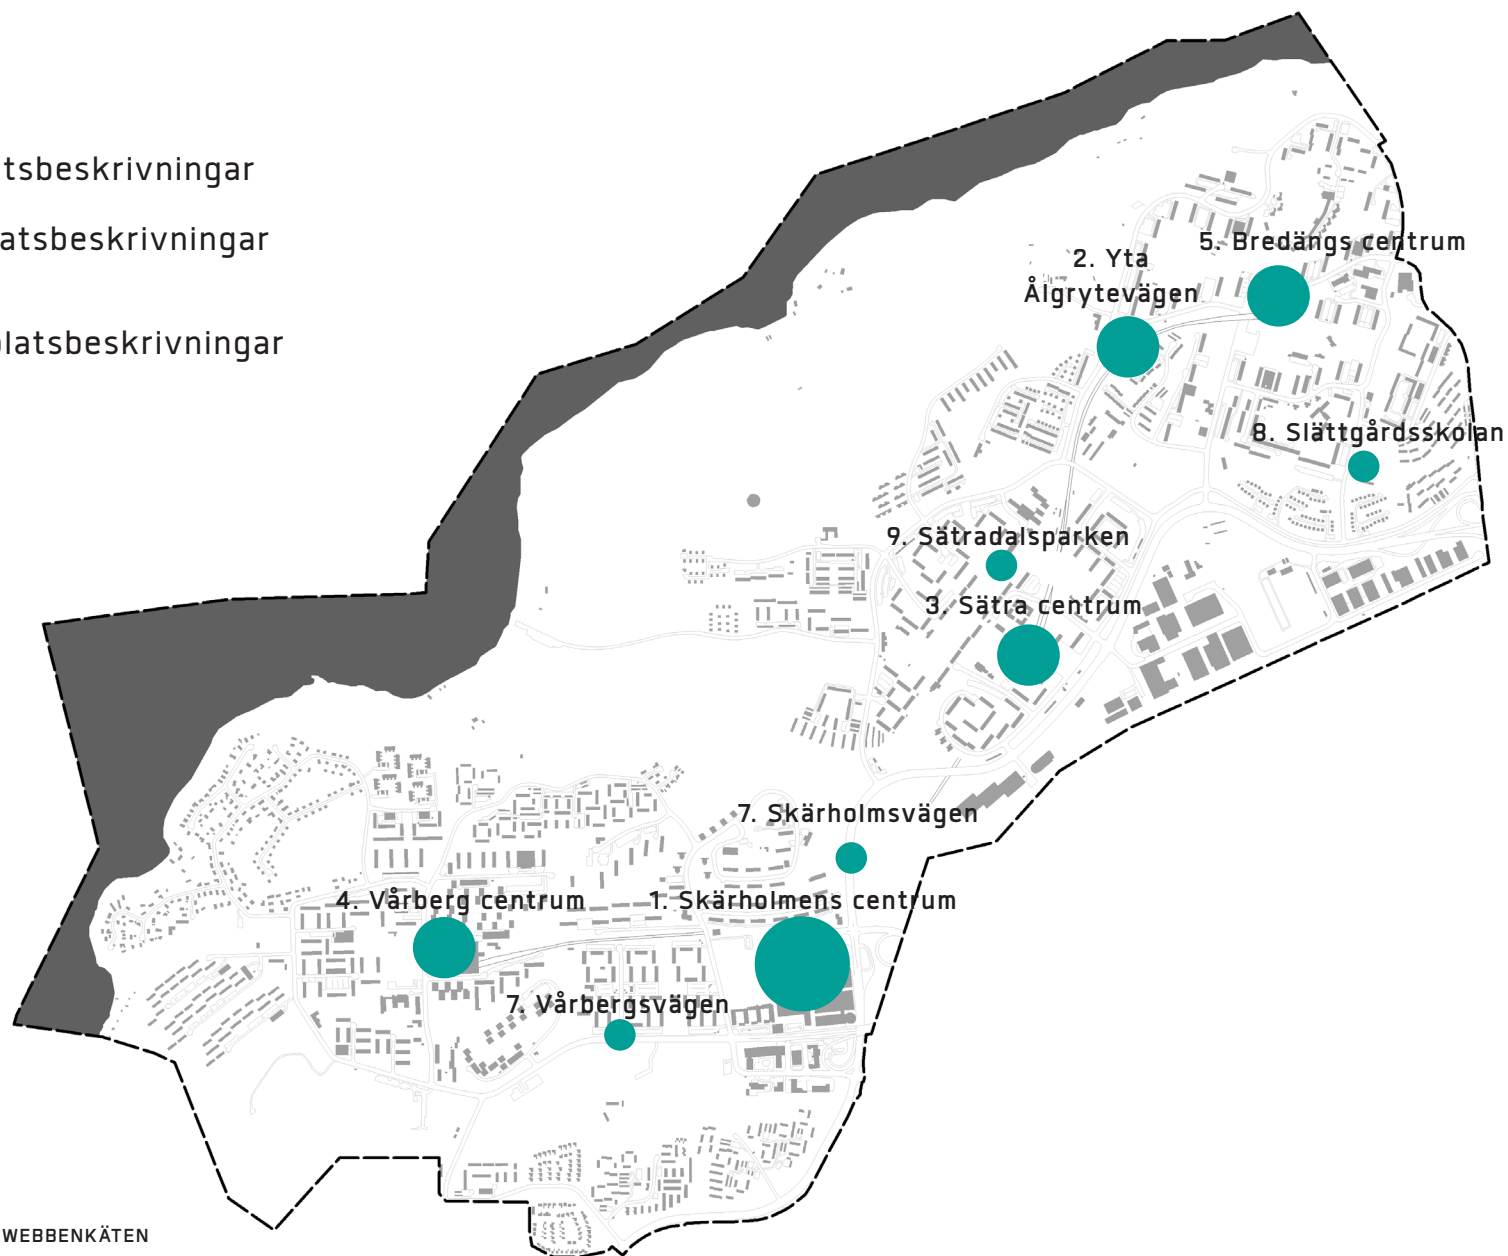 tsbeskrivningar
atsbeskrivningar
platsbeskrivningar
5. Bredängs centrum
2. Yta
Ålgrytevägen
8. Slättgårdsskolan
9. Sätradalsparken
3. Sätra centrum
7. Skärholmsvägen
4. Vårberg centrum
1. Skärholmens centrum
7. Vårbergsvägen
WEBBENKÄTEN